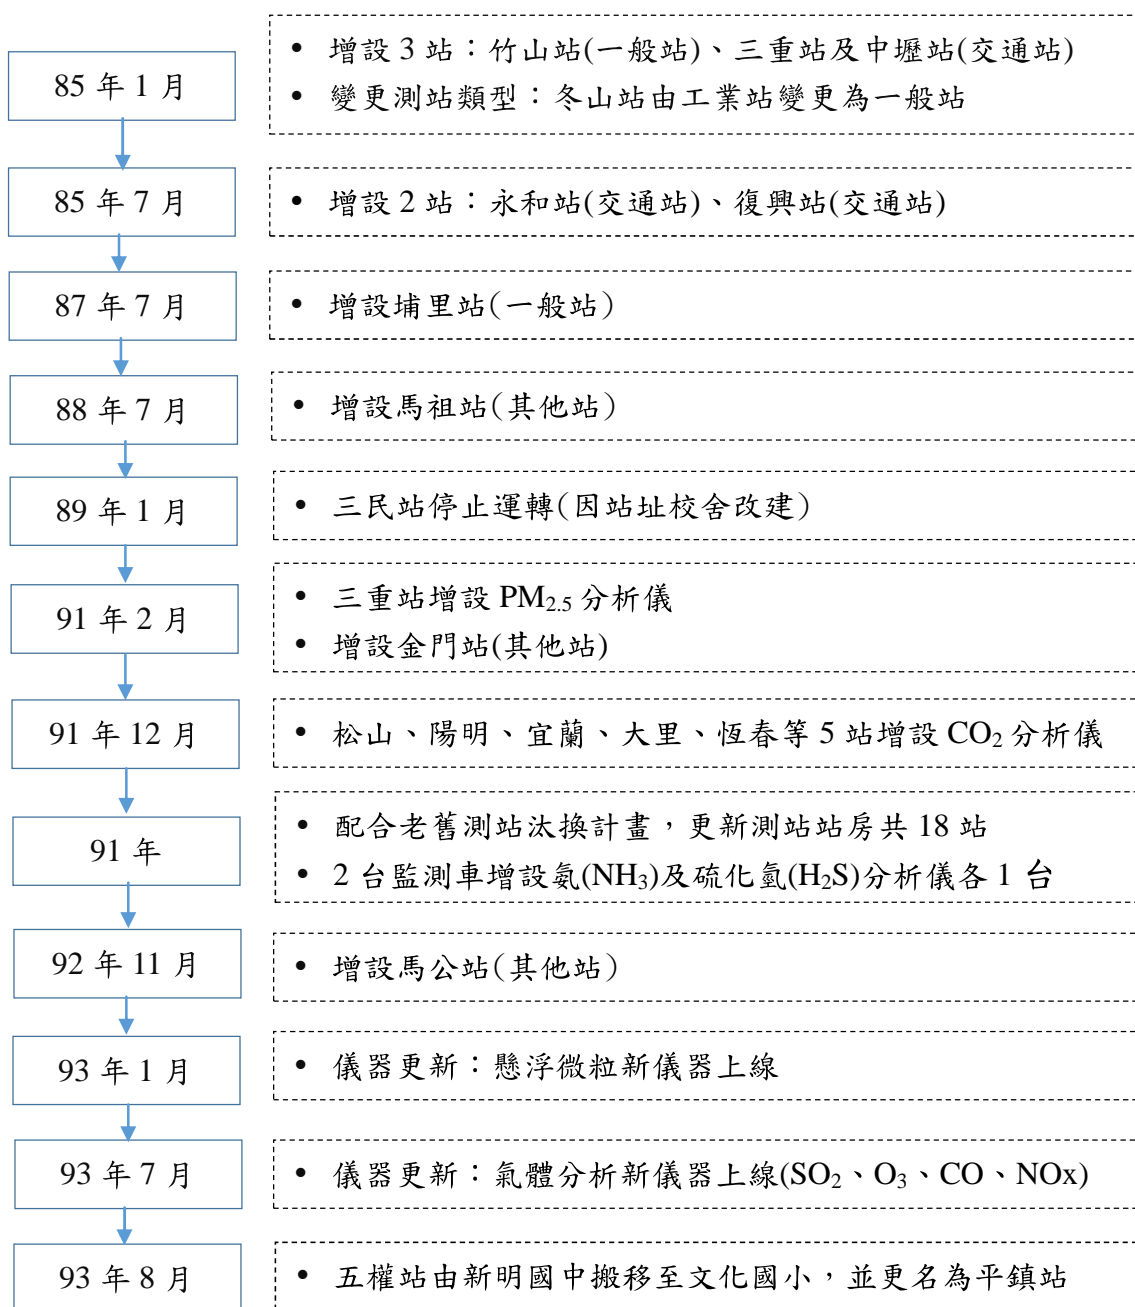 85 年 1 月
• 增設 3 站：竹山站(一般站)、三重站及中壢站(交通站)
• 變更測站類型：冬山站由工業站變更為一般站
85 年 7 月
• 增設 2 站：永和站(交通站)、復興站(交通站)
87 年 7 月
• 增設埔里站(一般站)
88 年 7 月
• 增設馬祖站(其他站)
89 年 1 月
• 三民站停止運轉(因站址校舍改建)
91 年 2 月
• 三重站增設 PM2.5 分析儀
• 增設金門站(其他站)
91 年 12 月
• 松山、陽明、宜蘭、大里、恆春等 5 站增設 CO2 分析儀
91 年
• 配合老舊測站汰換計畫，更新測站站房共 18 站
• 2 台監測車增設氨(NH3)及硫化氫(H2S)分析儀各 1 台
92 年 11 月
• 增設馬公站(其他站)
93 年 1 月
• 儀器更新：懸浮微粒新儀器上線
93 年 7 月
• 儀器更新：氣體分析新儀器上線(SO2、O3、CO、NOx)
93 年 8 月
• 五權站由新明國中搬移至文化國小，並更名為平鎮站